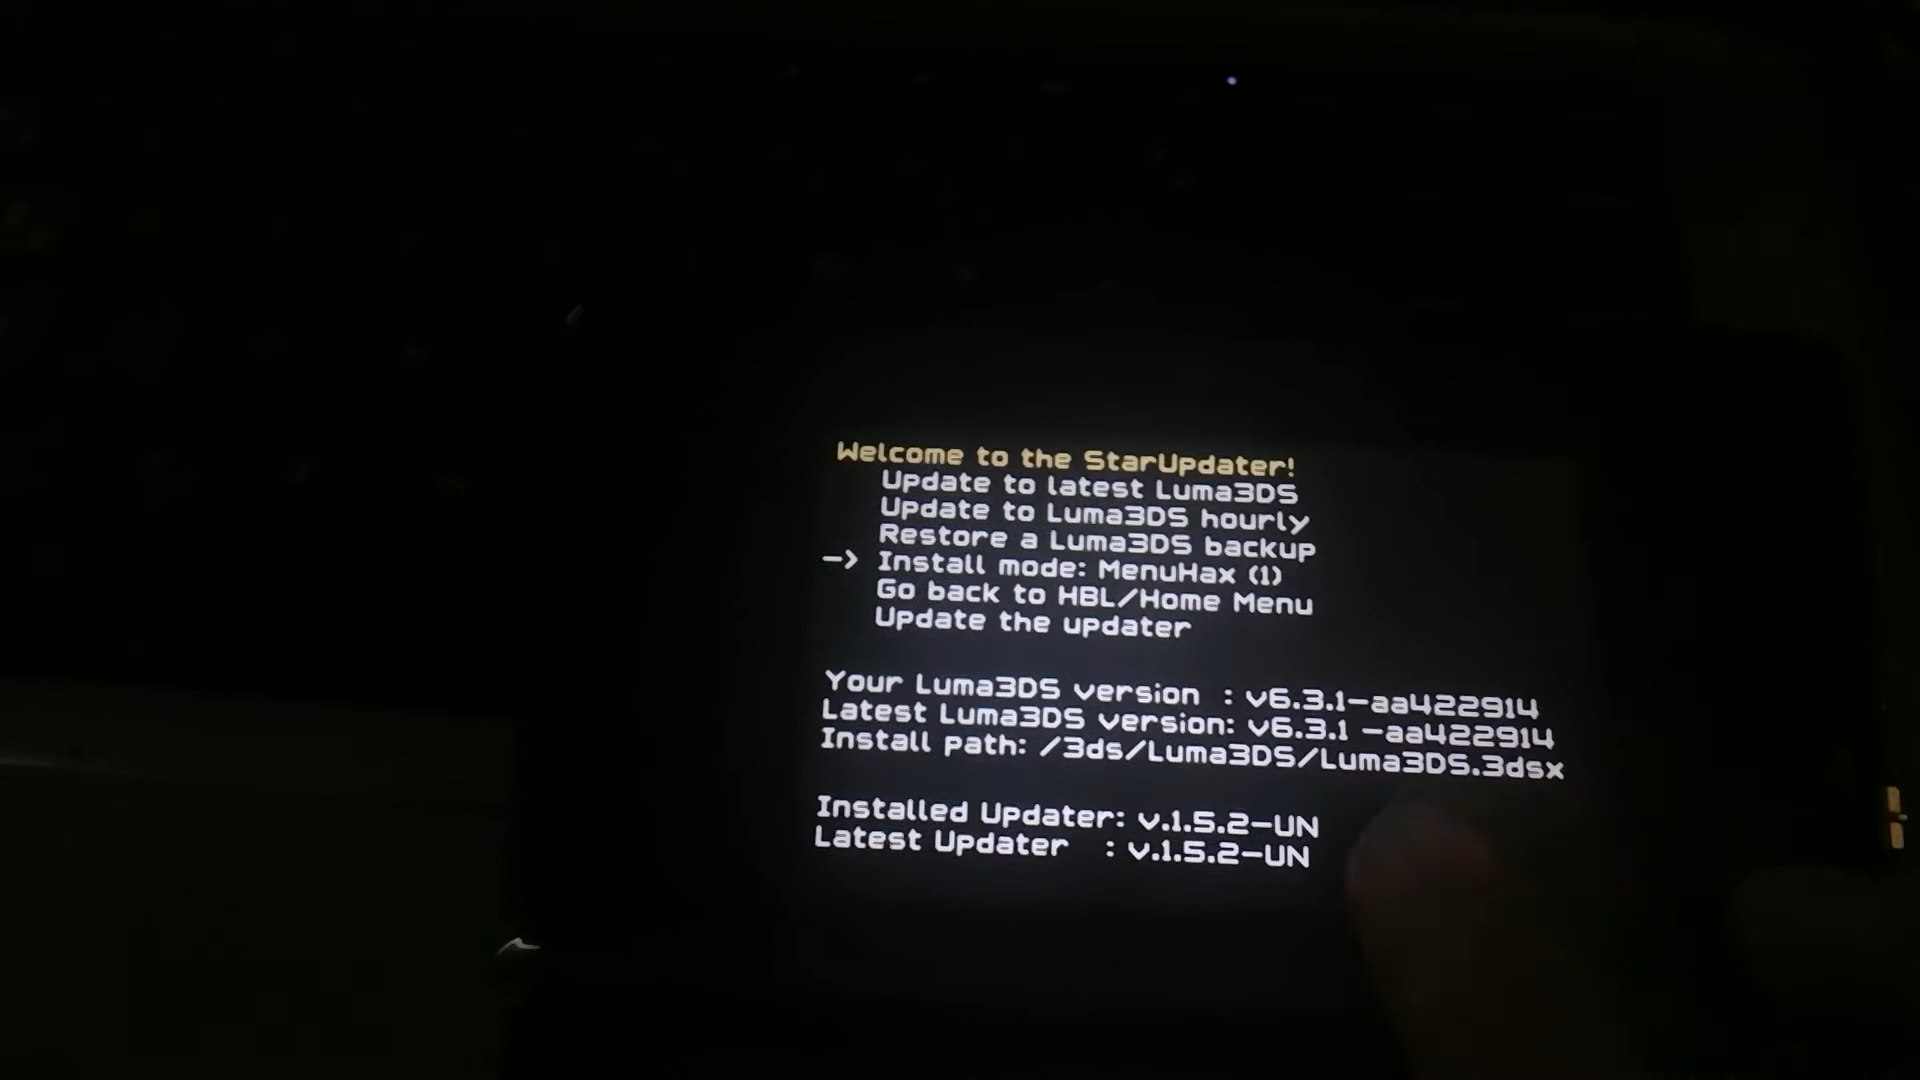 Welcome to the StarUpdater!
Update to latest Luma3DS
Update to Luma3DS hourly
Restore a Luma3DS backup
—> Install mode: MenuHax (1)
Go back to HBL/Home Menu
Update the updater
Your Luma3DS version : v6.3.1-aa422914
Latest Luma3DS version: v6.3.1 -aa422914
Install path: /3ds/Luma3DS/Luma3DS.3dsx
Installed Updater: v.1.5.2-UN
Latest Updater : v.1.5.2-UN